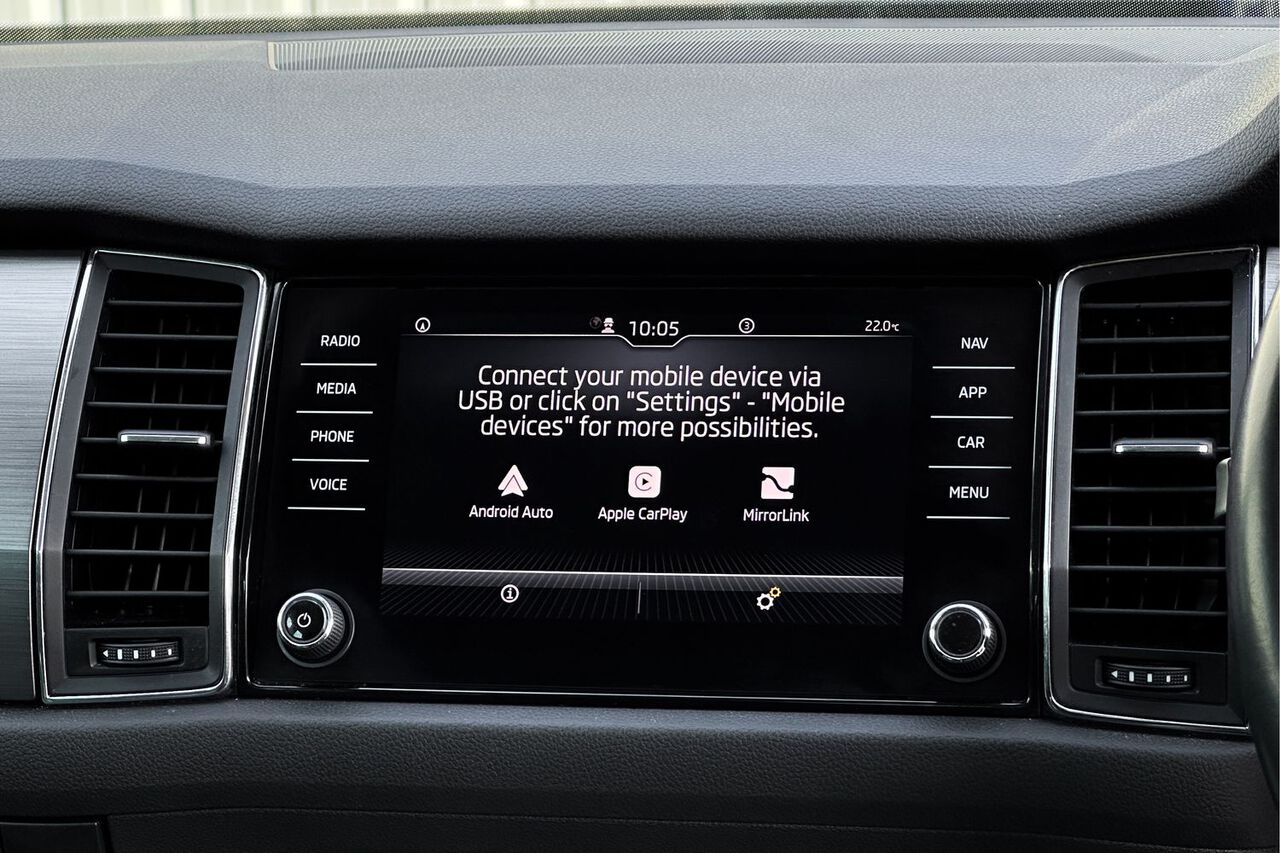 RADIO
MEDIA
PHONE
VOICE
10:05
3
22.0°C
Connect your mobile device via
USB or click on "Settings" - "Mobile
devices" for more possibilities.
Android Auto
Apple CarPlay
MirrorLink
NAV
APP
CAR
MENU